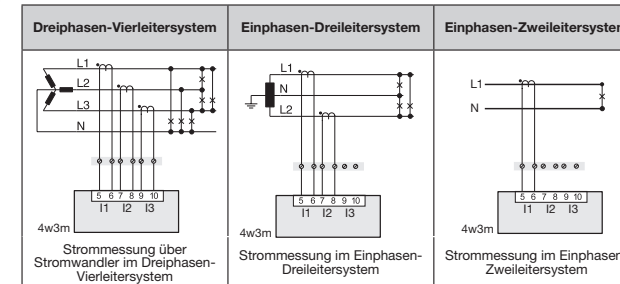 Dreiphasen-Vierleitersystem
Einphasen-Dreileitersystem
Einphasen-Zweileitersystem
L1
L2
L3
N
5 6 7 8 9 10
I1 I2 I3
4w3m
Strommessung über
Stromwandler im Dreiphasen-
Vierleitersystem
L1
N
L2
5 6 7 8 9 10
I1 I2 I3
4w3m
Strommessung im Einphasen-
Dreileitersystem
L1
N
5 6 7 8 9 10
I1 I2 I3
4w3m
Strommessung im Einphasen-
Zweileitersystem